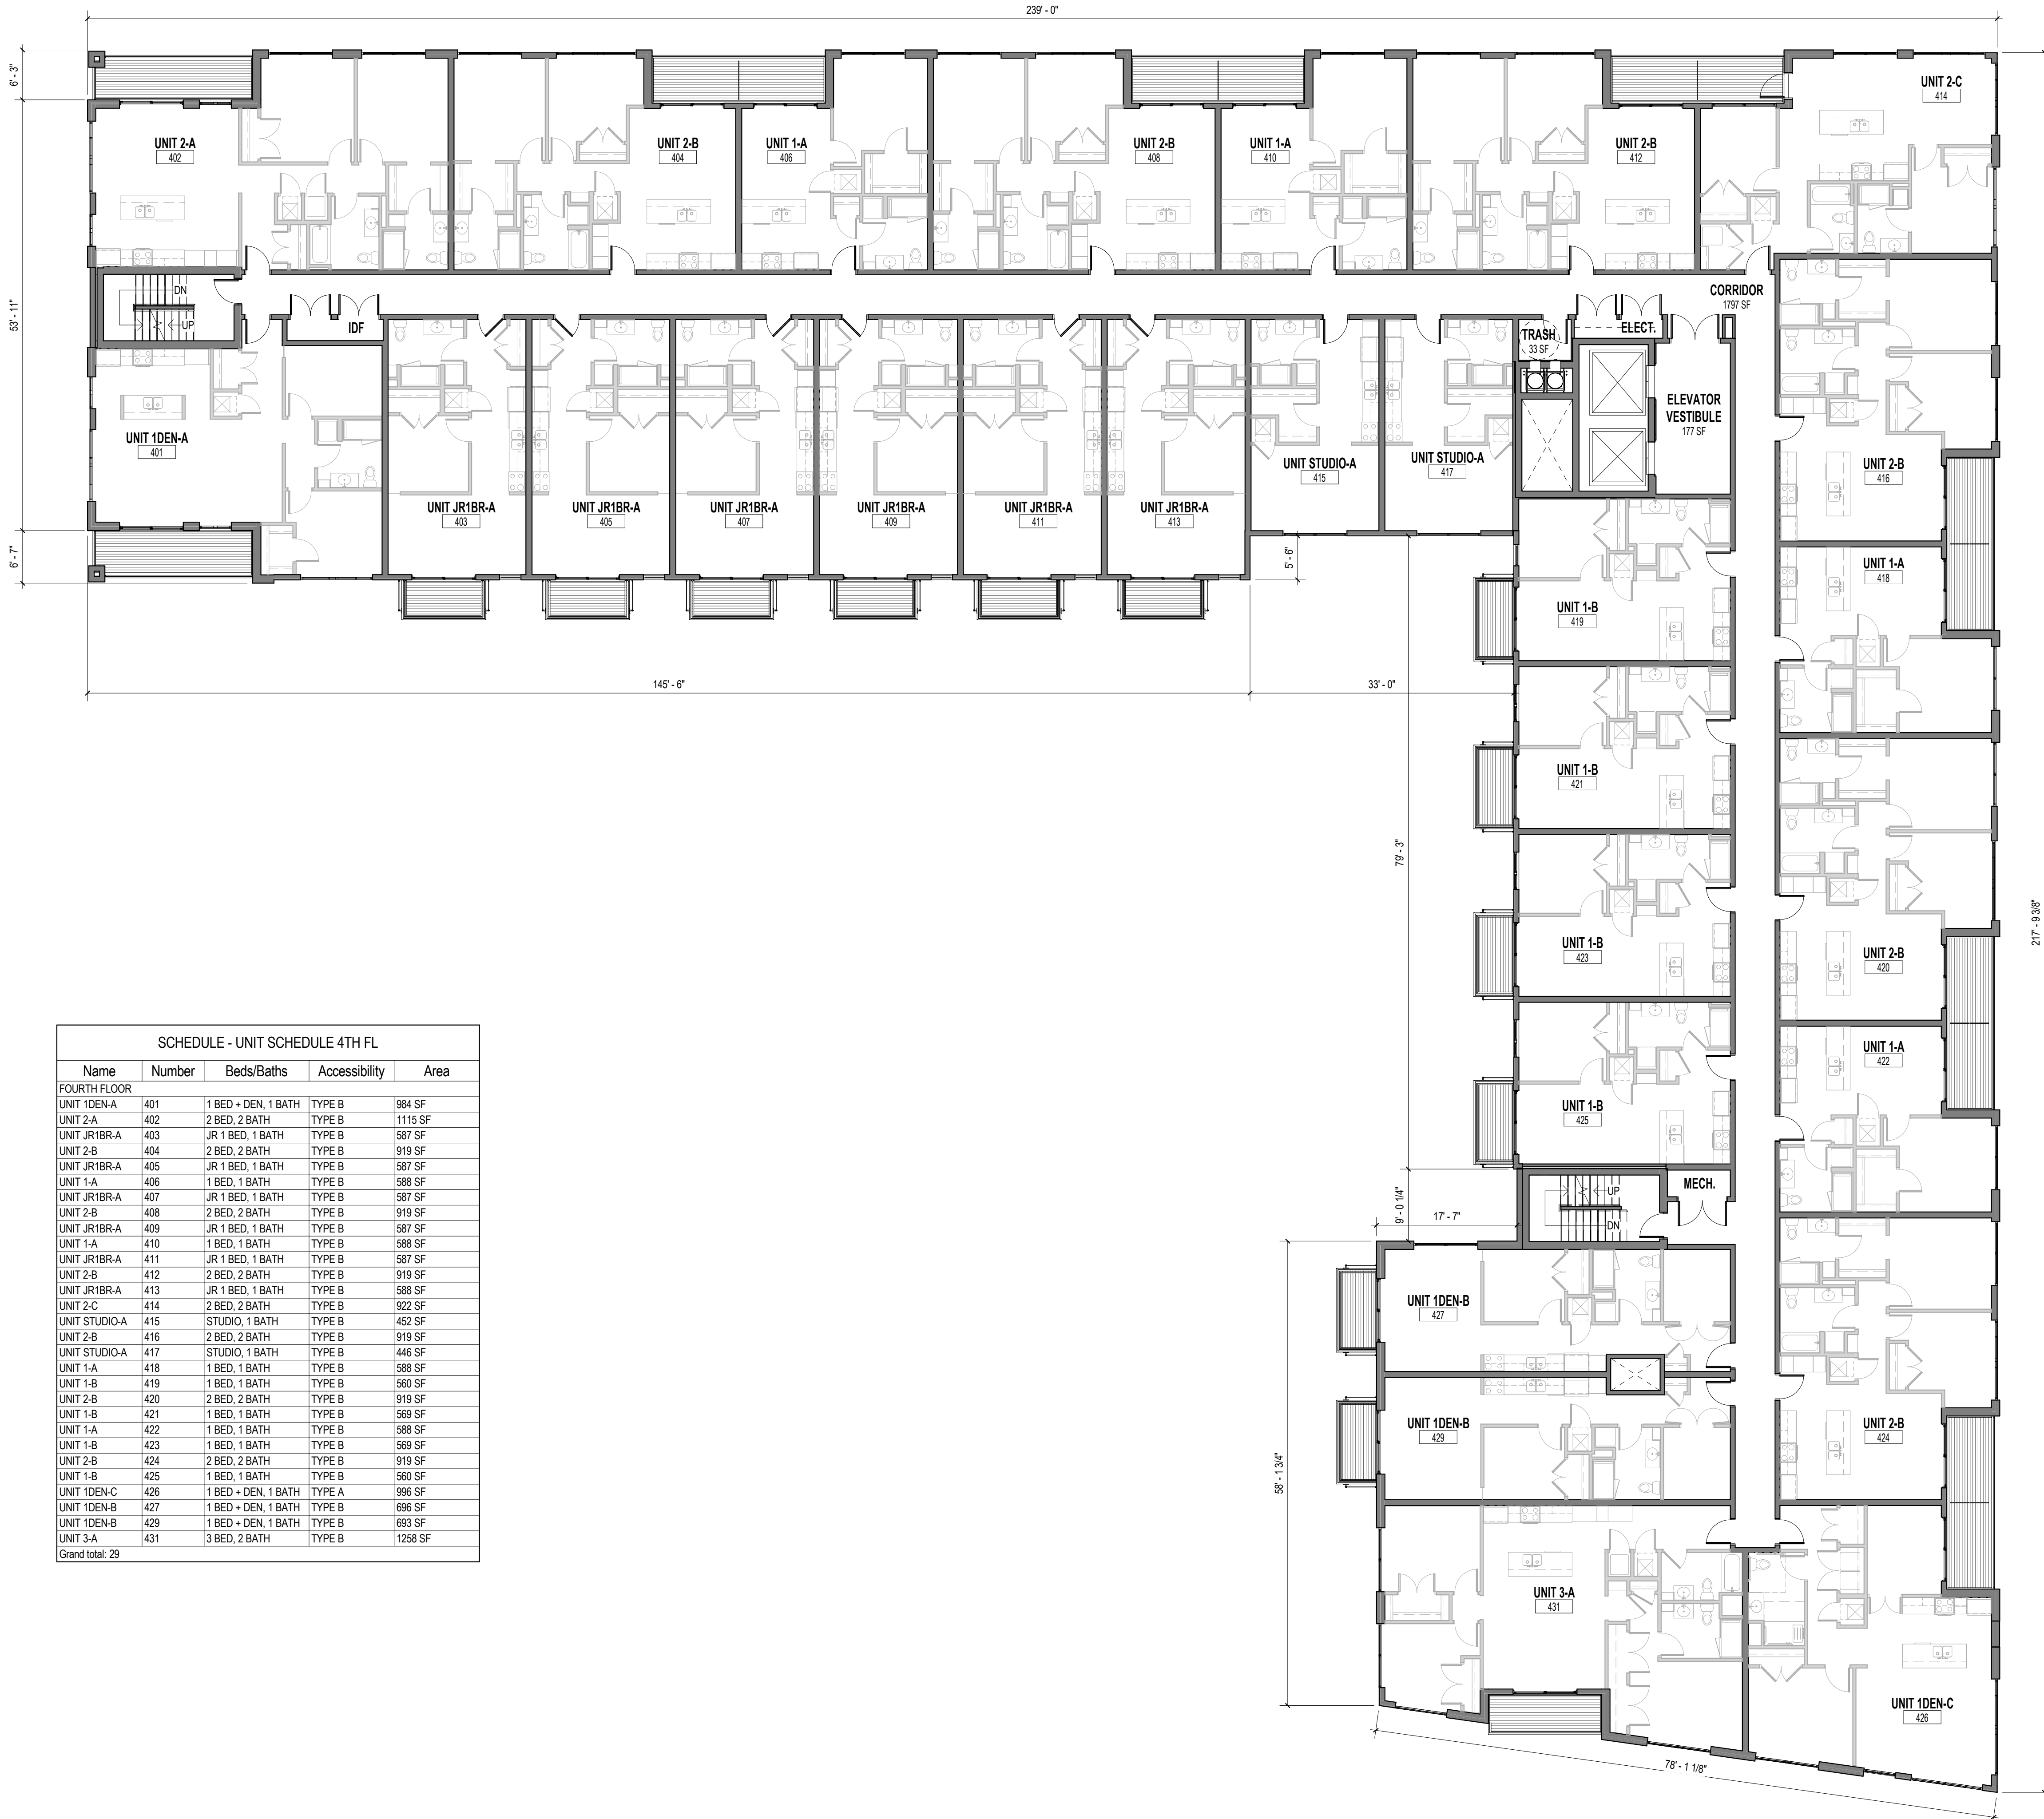 239' - 0"
6' - 3"
53' - 11"
6' - 7"
UNIT 2-A
402
UNIT 2-B
404
UNIT 1-A
406
UNIT 2-B
408
UNIT 1-A
410
UNIT 2-B
412
UNIT 2-C
414
DN
UP
IDF
CORRIDOR
1797 SF
TRASH
33 SF
ELECT.
ELEVATOR
VESTIBULE
177 SF
UNIT 1DEN-A
401
UNIT JR1BR-A
403
UNIT JR1BR-A
405
UNIT JR1BR-A
407
UNIT JR1BR-A
409
UNIT JR1BR-A
411
UNIT JR1BR-A
413
UNIT STUDIO-A
415
UNIT STUDIO-A
417
5' - 6"
145' - 6"
33' - 0"
UNIT 2-B
416
UNIT 1-A
418
UNIT 1-B
419
UNIT 1-B
421
79' - 3"
UNIT 1-B
423
UNIT 2-B
420
217' - 9 3/8"
UNIT 1-A
422
UNIT 1-B
425
MECH.
UP
DN
9' - 0 1/4"
17' - 7"
UNIT 1DEN-B
427
UNIT 1DEN-B
429
UNIT 2-B
424
58' - 1 3/4"
UNIT 3-A
431
UNIT 1DEN-C
426
78' - 1 1/8"
SCHEDULE - UNIT SCHEDULE 4TH FL
Name Number Beds/Baths Accessibility Area
FOURTH FLOOR
UNIT 1DEN-A 401 1 BED + DEN, 1 BATH TYPE B 984 SF
UNIT 2-A 402 2 BED, 2 BATH TYPE B 1115 SF
UNIT JR1BR-A 403 JR 1 BED, 1 BATH TYPE B 587 SF
UNIT 2-B 404 2 BED, 2 BATH TYPE B 919 SF
UNIT JR1BR-A 405 JR 1 BED, 1 BATH TYPE B 587 SF
UNIT 1-A 406 1 BED, 1 BATH TYPE B 588 SF
UNIT JR1BR-A 407 JR 1 BED, 1 BATH TYPE B 587 SF
UNIT 2-B 408 2 BED, 2 BATH TYPE B 919 SF
UNIT JR1BR-A 409 JR 1 BED, 1 BATH TYPE B 587 SF
UNIT 1-A 410 1 BED, 1 BATH TYPE B 588 SF
UNIT JR1BR-A 411 JR 1 BED, 1 BATH TYPE B 587 SF
UNIT 2-B 412 2 BED, 2 BATH TYPE B 919 SF
UNIT JR1BR-A 413 JR 1 BED, 1 BATH TYPE B 588 SF
UNIT 2-C 414 2 BED, 2 BATH TYPE B 922 SF
UNIT STUDIO-A 415 STUDIO, 1 BATH TYPE B 452 SF
UNIT 2-B 416 2 BED, 2 BATH TYPE B 919 SF
UNIT STUDIO-A 417 STUDIO, 1 BATH TYPE B 446 SF
UNIT 1-A 418 1 BED, 1 BATH TYPE B 588 SF
UNIT 1-B 419 1 BED, 1 BATH TYPE B 560 SF
UNIT 2-B 420 2 BED, 2 BATH TYPE B 919 SF
UNIT 1-B 421 1 BED, 1 BATH TYPE B 569 SF
UNIT 1-A 422 1 BED, 1 BATH TYPE B 588 SF
UNIT 1-B 423 1 BED, 1 BATH TYPE B 569 SF
UNIT 2-B 424 2 BED, 2 BATH TYPE B 919 SF
UNIT 1-B 425 1 BED, 1 BATH TYPE B 560 SF
UNIT 1DEN-C 426 1 BED + DEN, 1 BATH TYPE A 996 SF
UNIT 1DEN-B 427 1 BED + DEN, 1 BATH TYPE B 696 SF
UNIT 1DEN-B 429 1 BED + DEN, 1 BATH TYPE B 693 SF
UNIT 3-A 431 3 BED, 2 BATH TYPE B 1258 SF
Grand total: 29